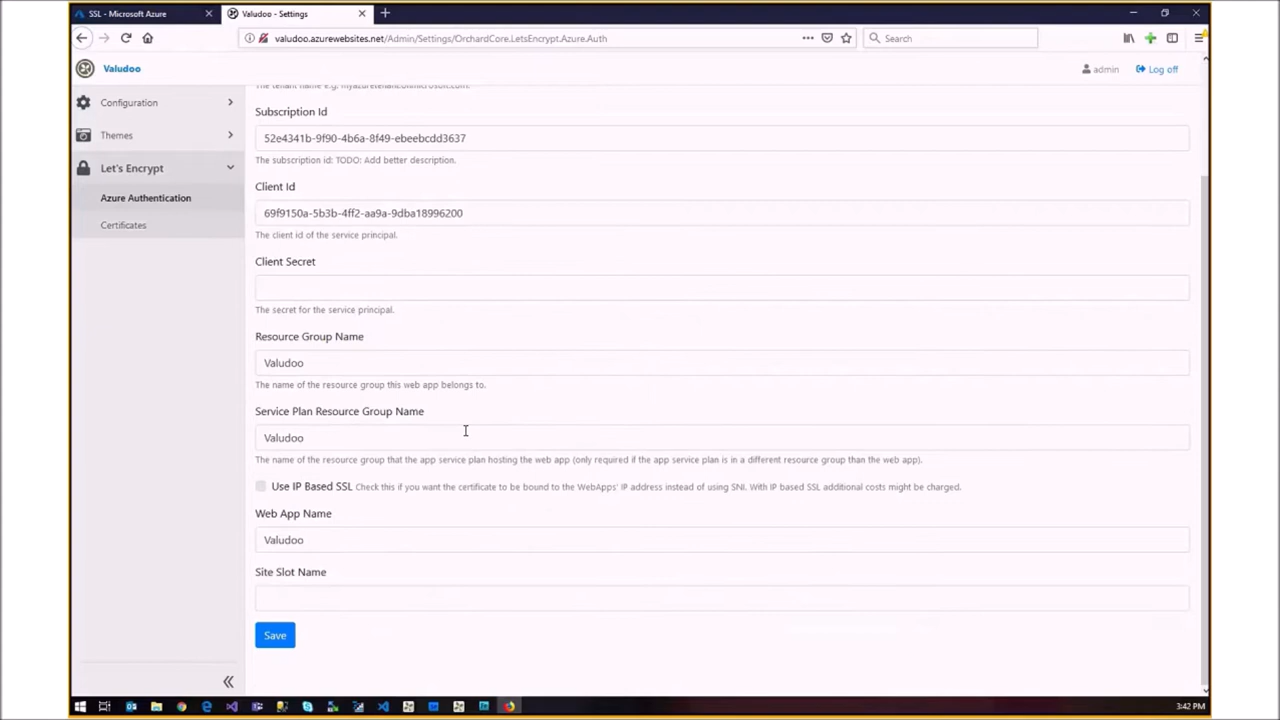 SSL - Microsoft Azure
Valudoo - Settings
valudoo.azurewebsites.net/Admin/Settings/OrchardCore.LetsEncrypt.Azure.Auth
Search
Valudoo
admin
Log off
Configuration
Themes
Let's Encrypt
Azure Authentication
Certificates
The tenant name e.g. myazuretenant.onmicrosoft.com.
Subscription Id
52e4341b-9f90-4b6a-8f49-ebeebcdd3637
The subscription id: TODO: Add better description.
Client Id
69f9150a-5b3b-4ff2-aa9a-9dba18996200
The client id of the service principal.
Client Secret
The secret for the service principal.
Resource Group Name
Valudoo
The name of the resource group this web app belongs to.
Service Plan Resource Group Name
Valudoo
The name of the resource group that the app service plan hosting the web app (only required if the app service plan is in a different resource group than the web app).
Use IP Based SSL Check this if you want the certificate to be bound to the WebApps' IP address instead of using SNI. With IP based SSL additional costs might be charged.
Web App Name
Valudoo
Site Slot Name
Save
3:42 PM